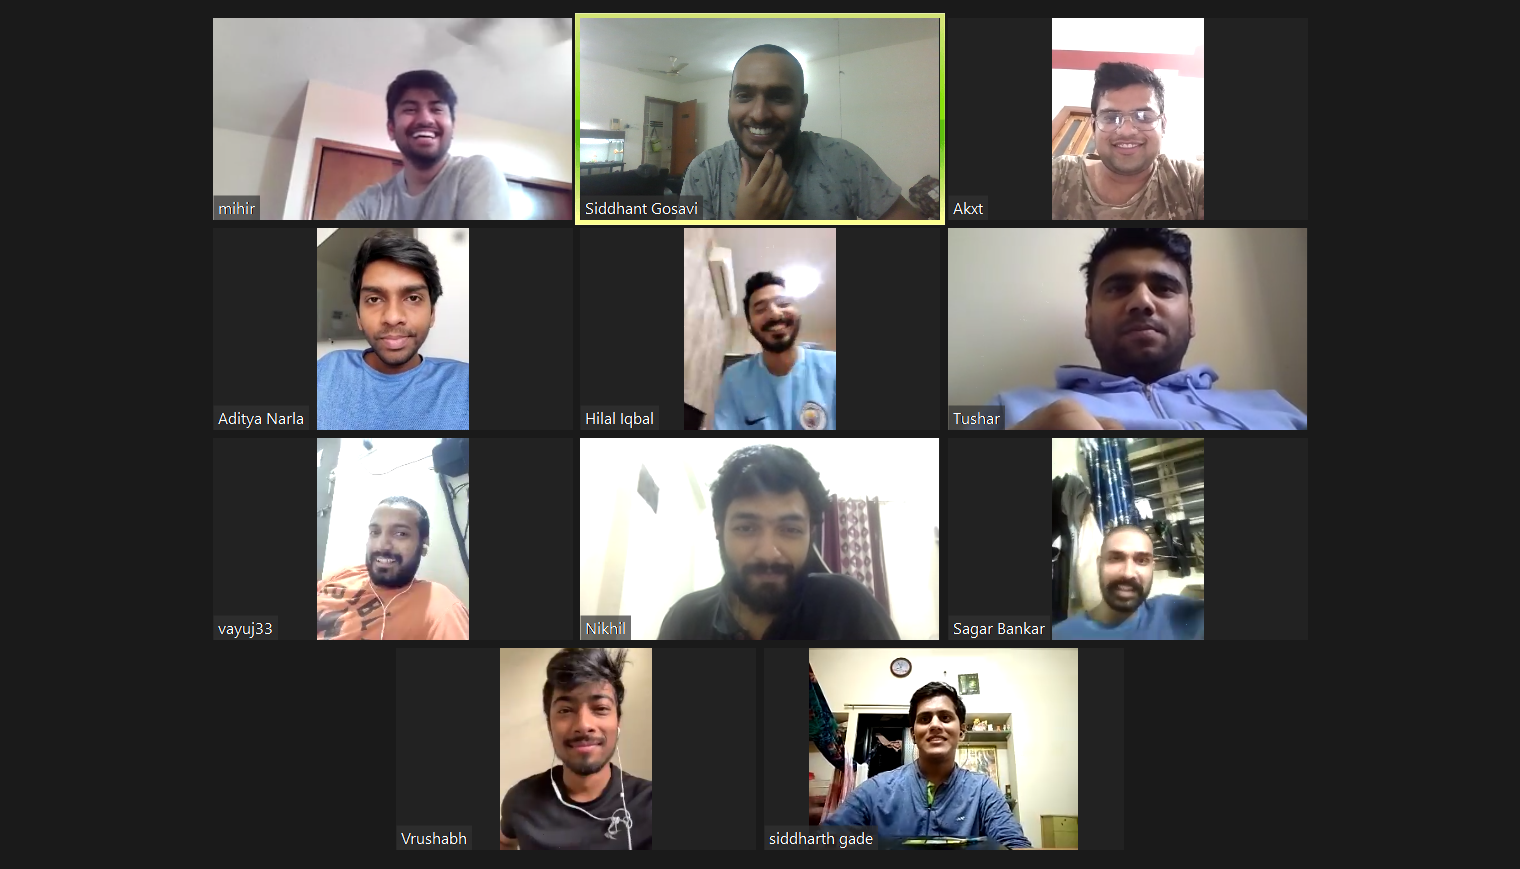 mihir
Siddhant Gosavi
Akxt
Aditya Narla
Hilal Iqbal
Tushar
vayuj33
Nikhil
Sagar Bankar
Vrushabh
siddharth gade